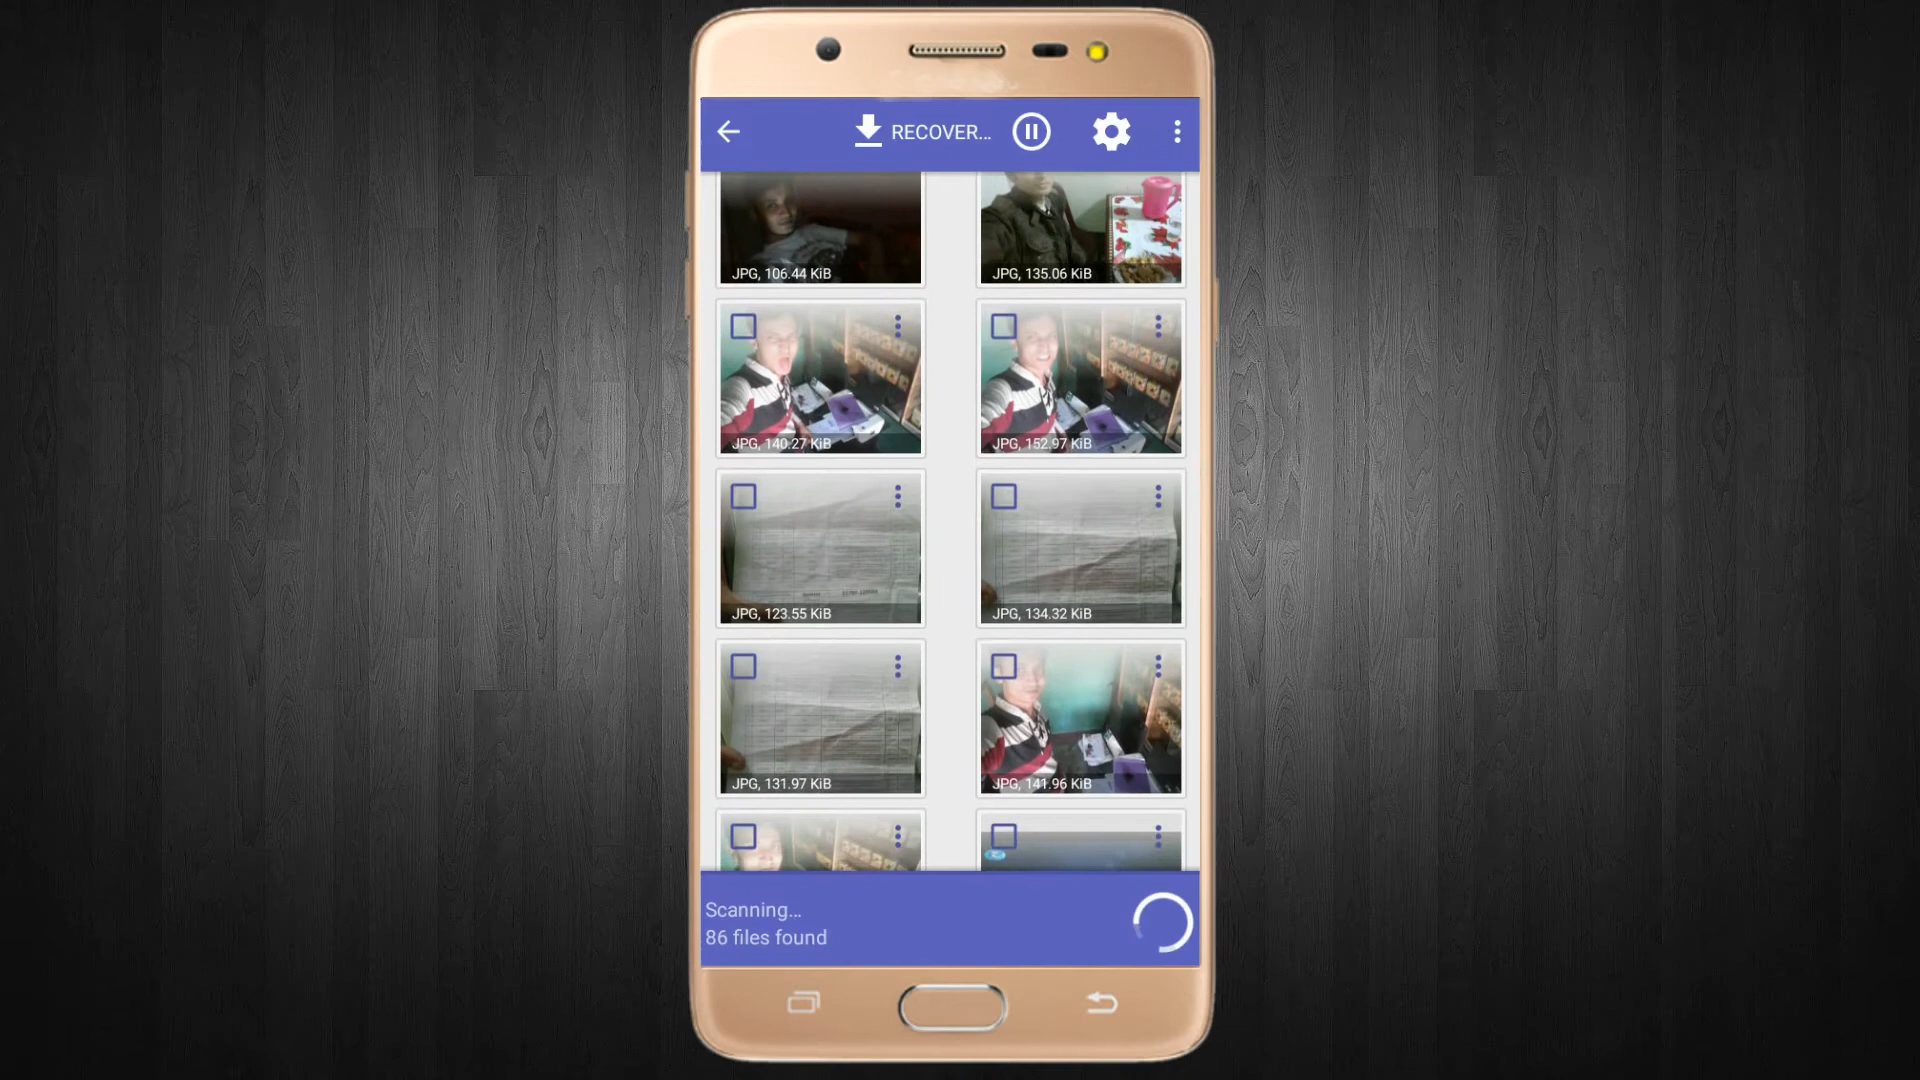 RECOVER...
JPG, 106.44 KiB
JPG, 135.06 KiB
JPG, 140.27 KiB
JPG, 152.97 KiB
JPG, 123.55 KiB
JPG, 134.32 KiB
JPG, 131.97 KiB
JPG, 141.96 KiB
Scanning...
86 files found